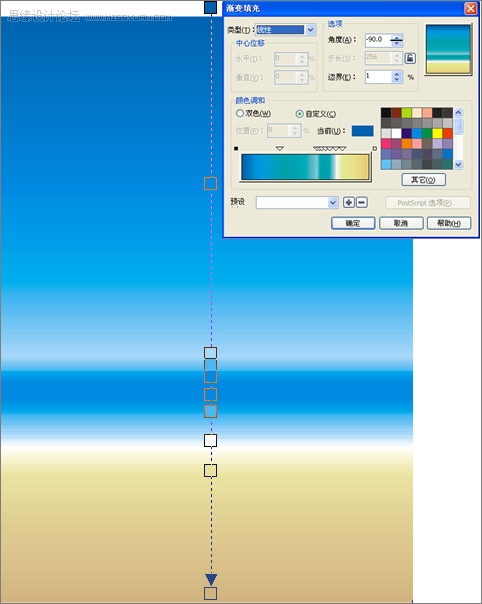 思缘设计论坛 WWW.MISSYUAN.COM
渐变填充
类型(T): 线性
选项
角度(A): -90.0
步长(S): 256
边界(E): 1 %
中心位移
水平(I): 0 %
垂直(V): 0 %
颜色调和
双色(W) 自定义(C)
位置(P): 0 % 当前(U):
其它(O)
预设
PostScript 选项(P)...
确定 取消 帮助(H)